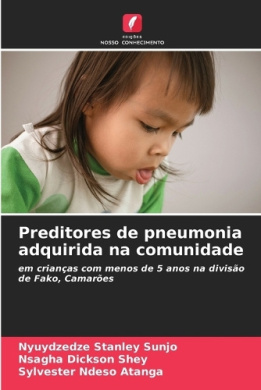 edições
NOSSO CONHECIMENTO
Preditores de pneumonia
adquirida na comunidade
em crianças com menos de 5 anos na divisão
de Fako, Camarões
Nyuydzedze Stanley Sunjo
Nsagha Dickson Shey
Sylvester Ndeso Atanga